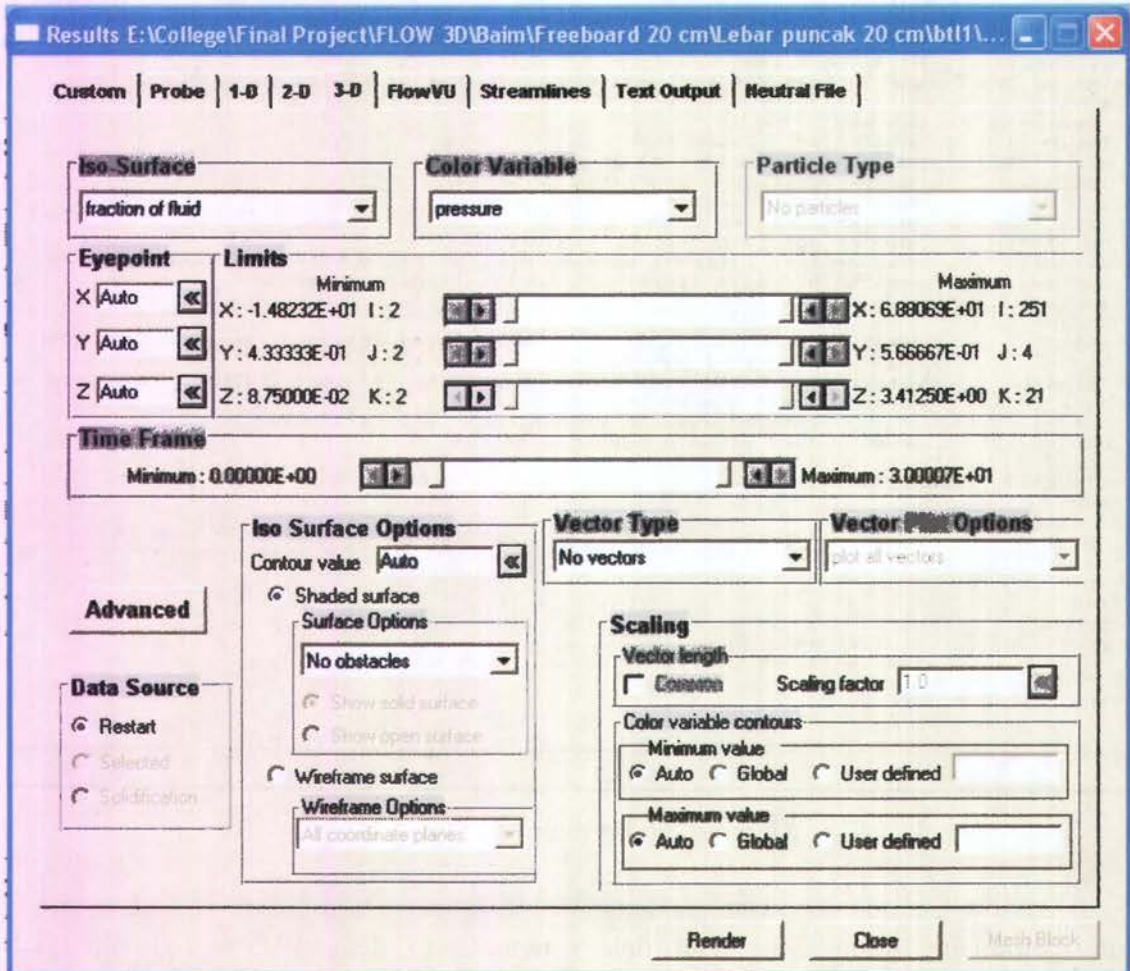 Results E:\College\Final Project\FLOW 3D\Baim\Freeboard 20 cm\Lebar puncak 20 cm\btl1\...
Custom Probe 1-D 2-D 3-D FlowVU Streamlines Text Output Neutral File
Iso-Surface Color Variable Particle Type
fraction of fluid pressure No particles
Eyepoint Limits
Minimum Maximum
X Auto X: -1.48232E+01 I: 2 X: 6.88069E+01 I: 251
Y Auto Y: 4.33333E-01 J: 2 Y: 5.66667E-01 J: 4
Z Auto Z: 8.75000E-02 K: 2 Z: 3.41250E+00 K: 21
Time Frame
Minimum : 0.00000E+00 Maximum : 3.00007E+01
Iso Surface Options Vector Type Vector Options
Contour value Auto No vectors plot all vectors
Shaded surface
Advanced Surface Options Scaling
No obstacles Vector length
Data Source Common Scaling factor 1.0
Restart Show solid surface Color variable contours
Selected Show open surface Minimum value
Solidification Wireframe surface Auto Global User defined
Wireframe Options Maximum value
All coordinate planes Auto Global User defined
Render Close Mesh Block